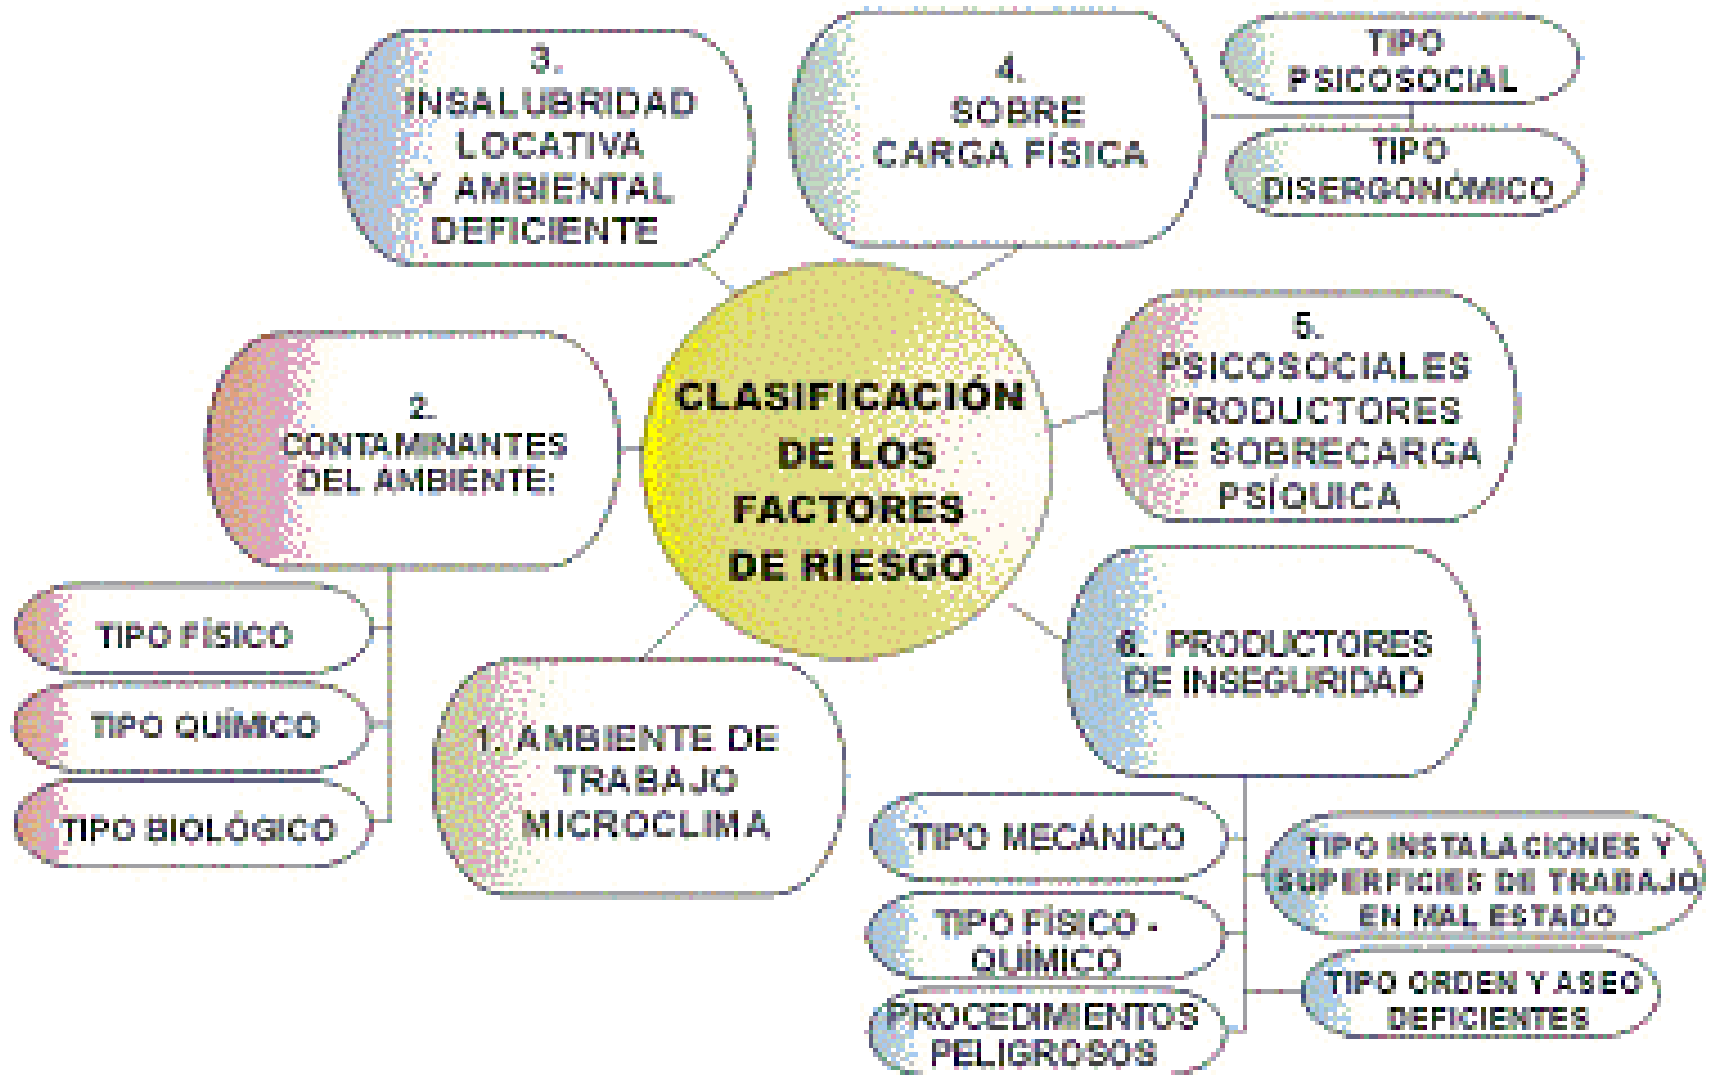 3.
INSALUBRIDAD
LOCATIVA
Y AMBIENTAL
DEFICIENTE
4.
SOBRE
CARGA FÍSICA
TIPO
PSICOSOCIAL
TIPO
DISERGONÓMICO
CLASIFICACIÓN
DE LOS
FACTORES
DE RIESGO
5.
PSICOSOCIALES
PRODUCTORES
DE SOBRECARGA
PSÍQUICA
2.
CONTAMINANTES
DEL AMBIENTE:
TIPO FÍSICO
TIPO QUÍMICO
TIPO BIOLÓGICO
1. AMBIENTE DE
TRABAJO
MICROCLIMA
6. PRODUCTORES
DE INSEGURIDAD
TIPO MECÁNICO
TIPO FÍSICO -
QUÍMICO
PROCEDIMIENTOS
PELIGROSOS
TIPO INSTALACIONES Y
SUPERFICIES DE TRABAJO
EN MAL ESTADO
TIPO ORDEN Y ASEO
DEFICIENTES